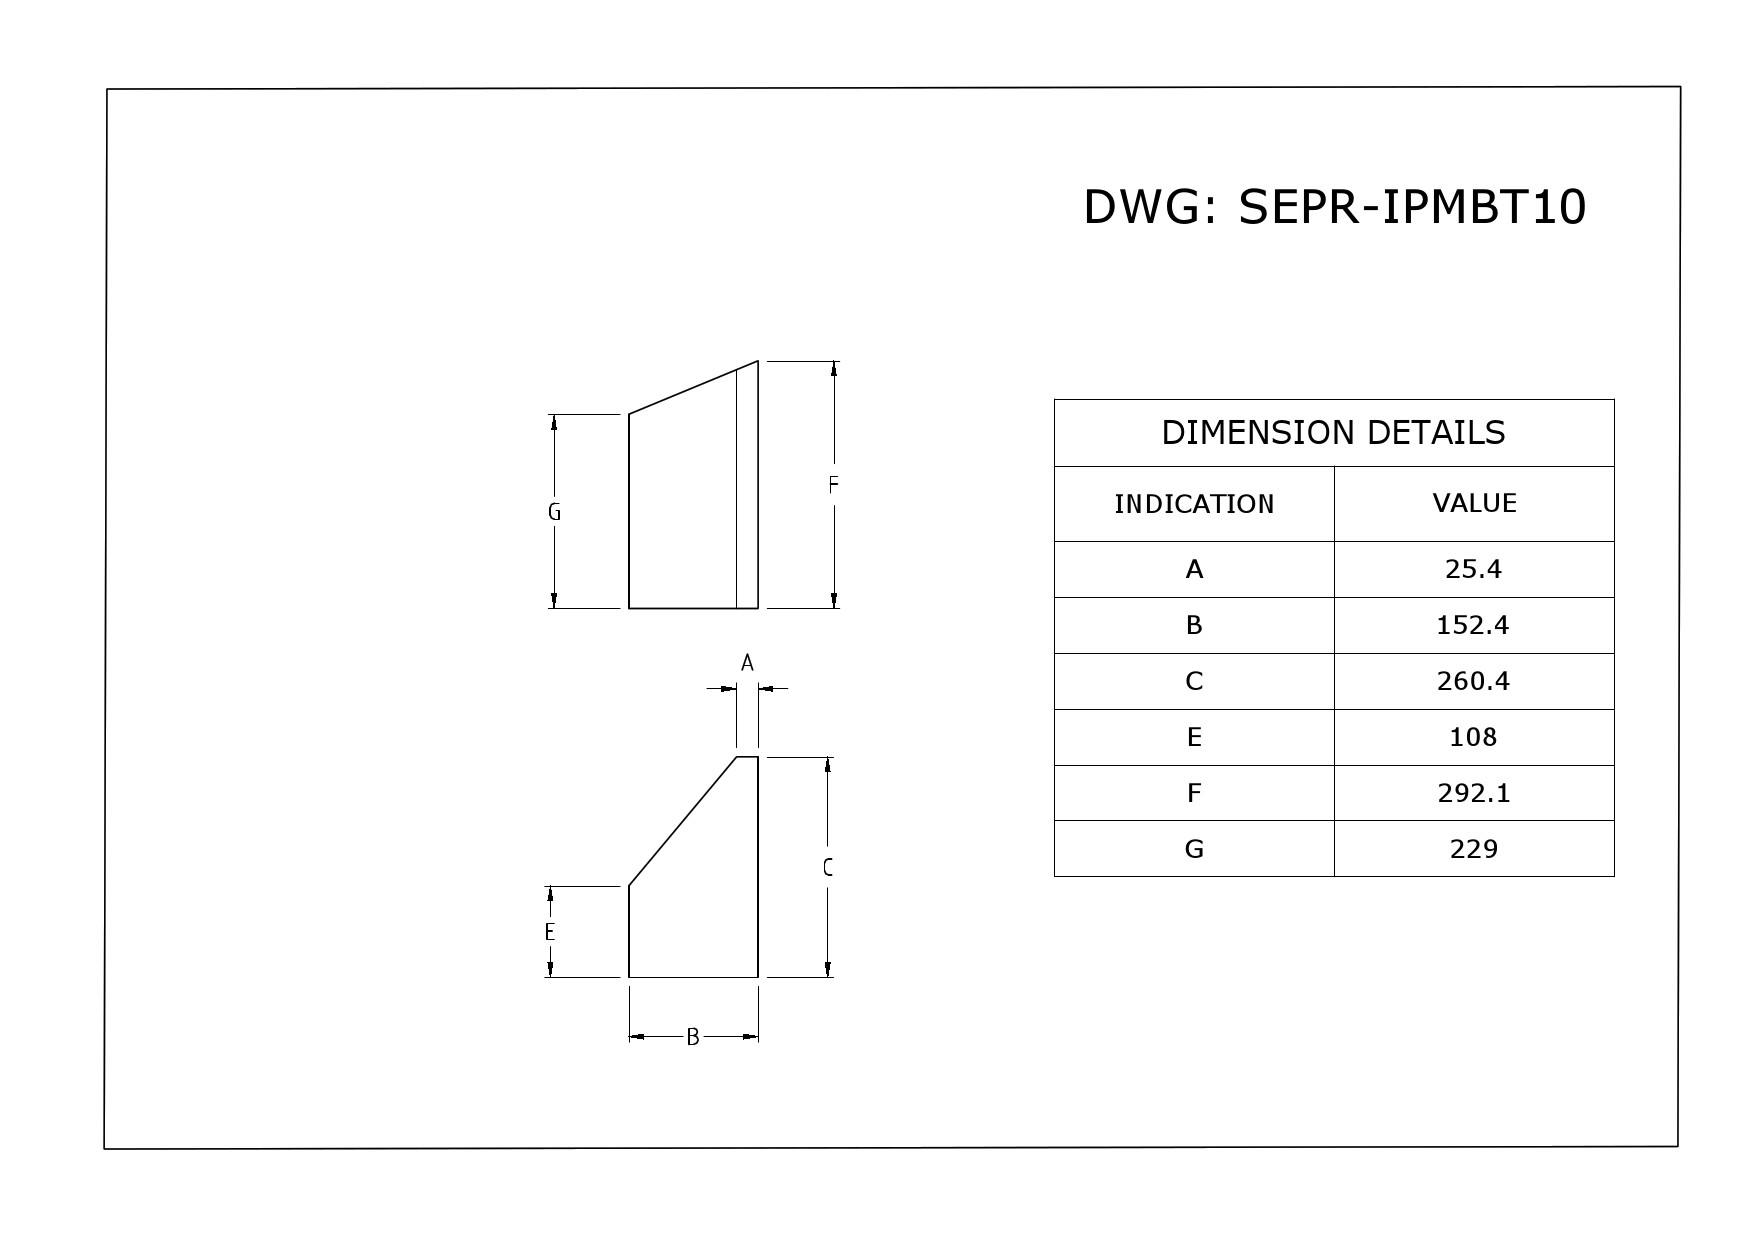 DWG: SEPR-IPMBT10
G
F
A
C
E
B
DIMENSION DETAILS
INDICATION VALUE
A 25.4
B 152.4
C 260.4
E 108
F 292.1
G 229